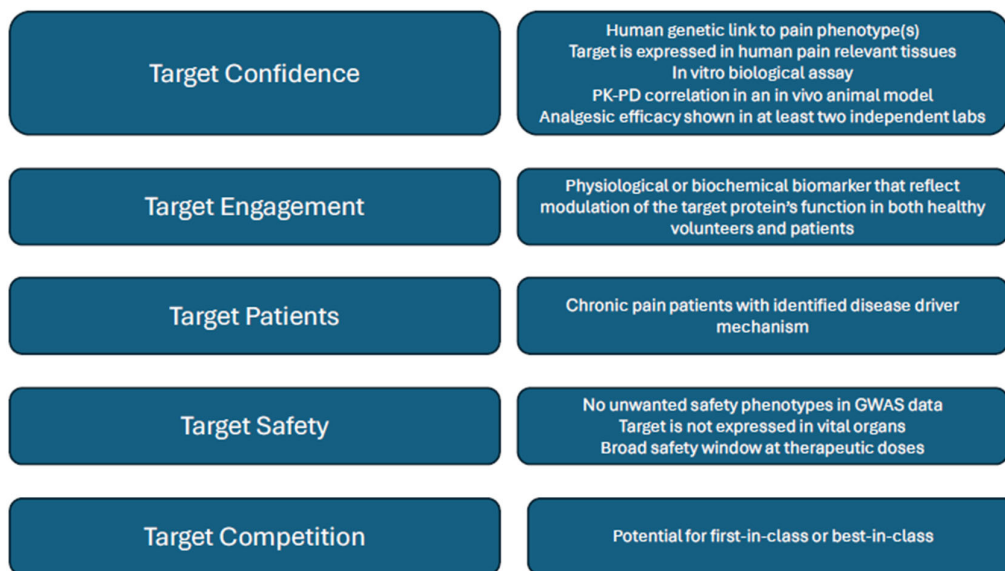 Target Confidence
Human genetic link to pain phenotype(s)
Target is expressed in human pain relevant tissues
In vitro biological assay
PK-PD correlation in an in vivo animal model
Analgesic efficacy shown in at least two independent labs
Target Engagement
Physiological or biochemical biomarker that reflect
modulation of the target protein's function in both healthy
volunteers and patients
Target Patients
Chronic pain patients with identified disease driver
mechanism
Target Safety
No unwanted safety phenotypes in GWAS data
Target is not expressed in vital organs
Broad safety window at therapeutic doses
Target Competition
Potential for first-in-class or best-in-class